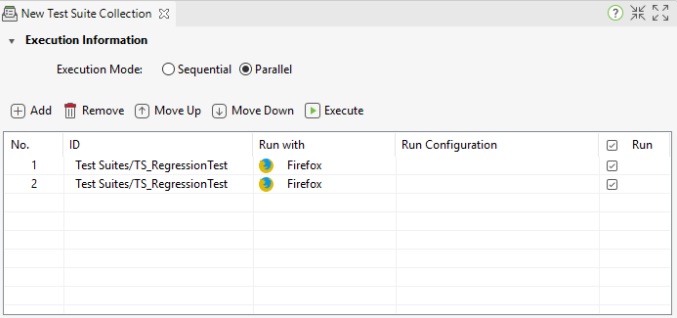 New Test Suite Collection
Execution Information
Execution Mode: Sequential Parallel
Add Remove Move Up Move Down Execute
No. ID Run with Run Configuration Run
1 Test Suites/TS_RegressionTest Firefox
2 Test Suites/TS_RegressionTest Firefox